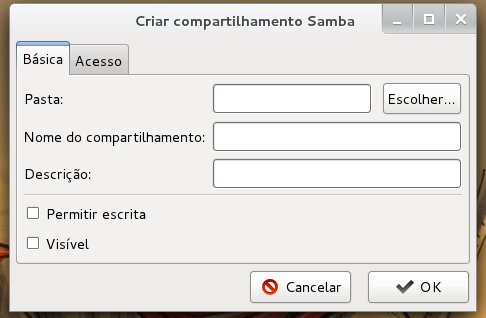 Criar compartilhamento Samba
Básica Acesso
Pasta: Escolher...
Nome do compartilhamento:
Descrição:
Permitir escrita
Visível
Cancelar OK